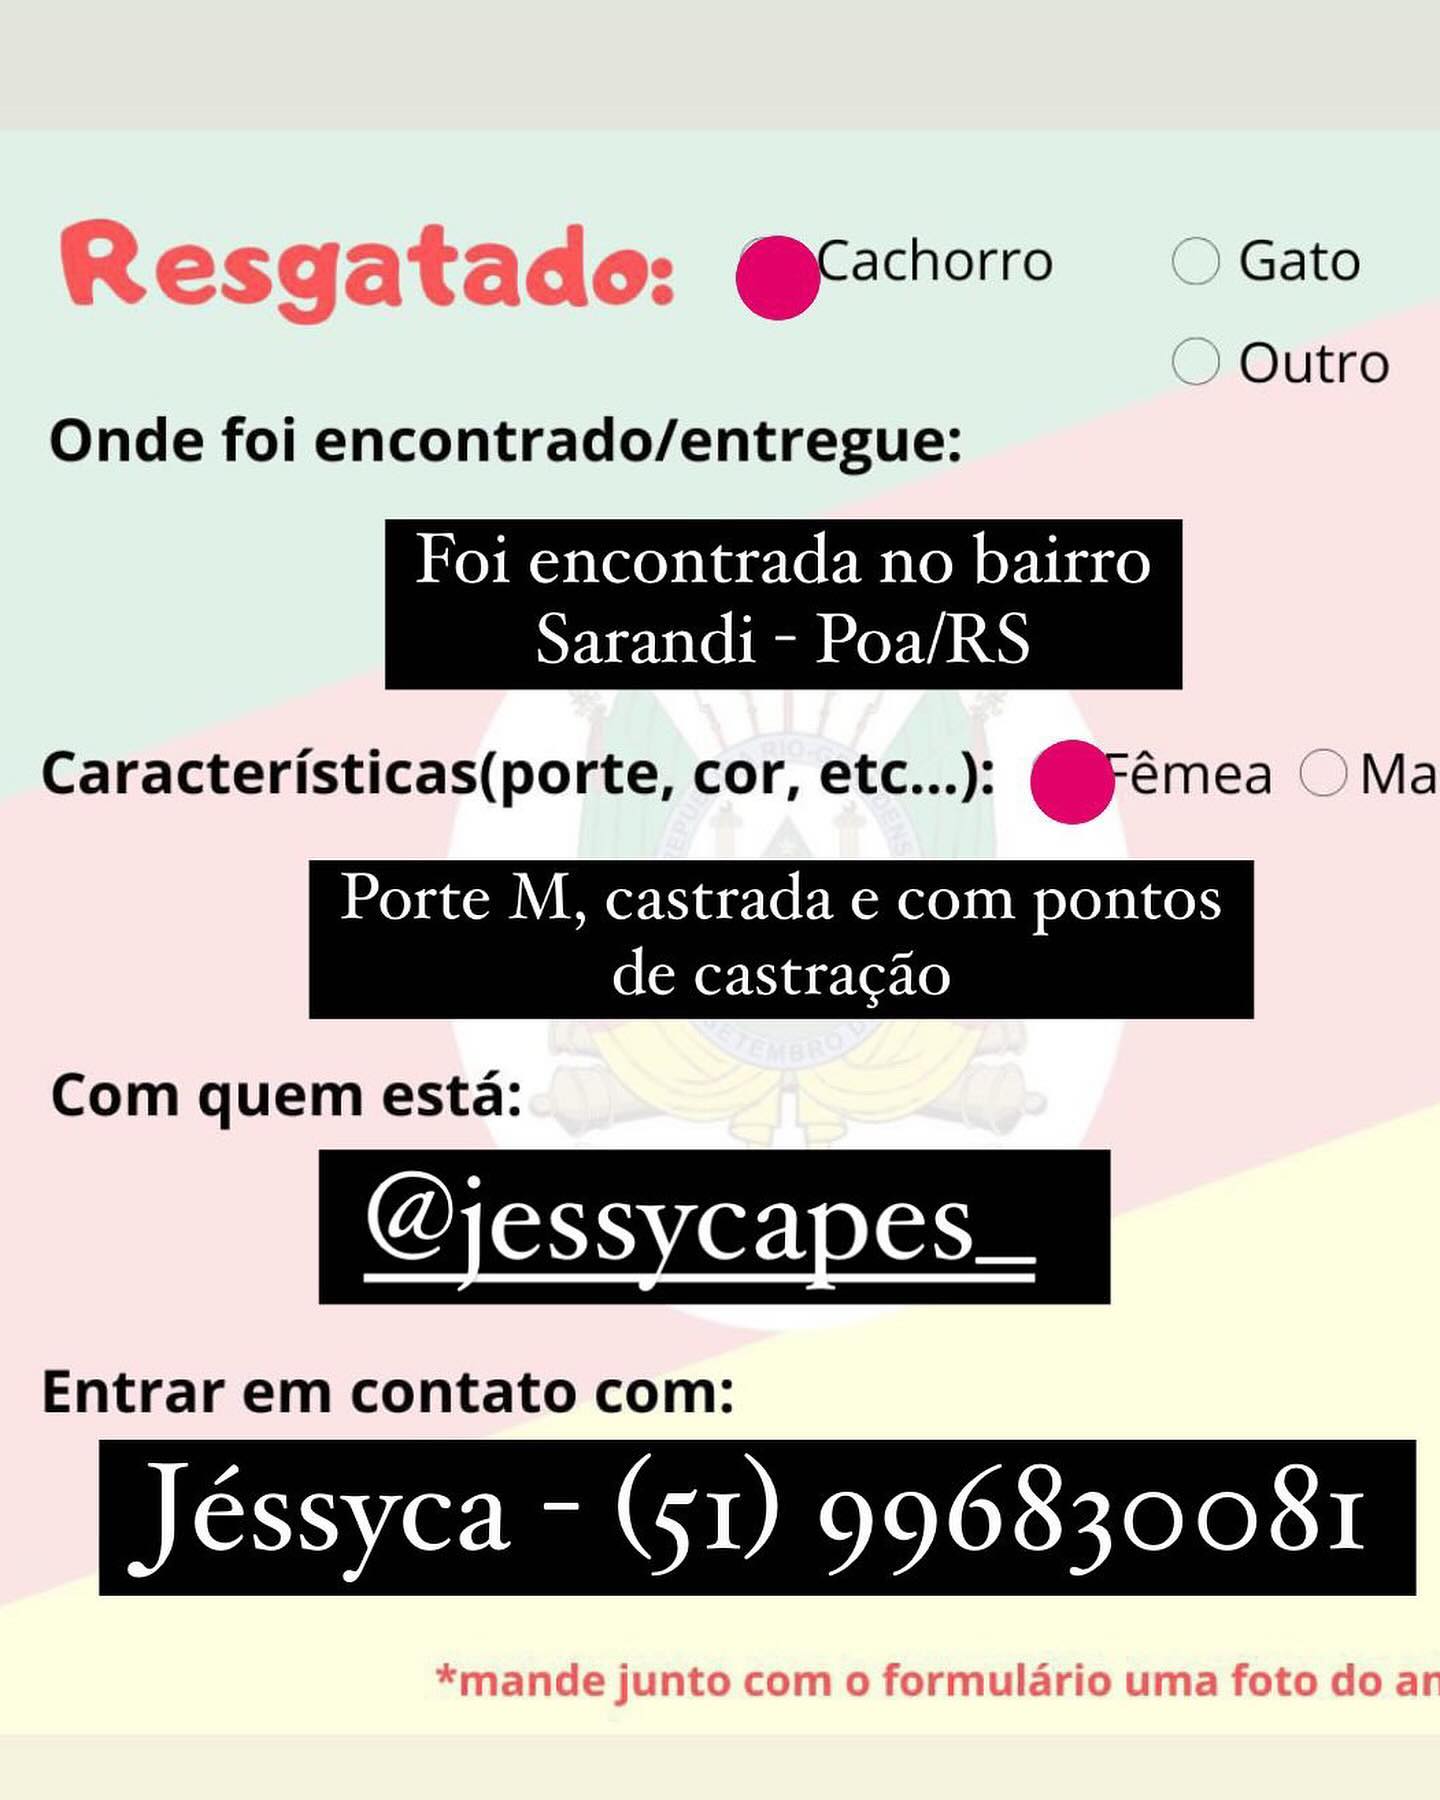 Resgatado: Cachorro Gato
Outro
Onde foi encontrado/entregue:
Foi encontrada no bairro
Sarandi - Poa/RS
Características(porte, cor, etc...): Fêmea Ma
Porte M, castrada e com pontos
de castração
Com quem está:
@jessycapes_
Entrar em contato com:
Jéssyca - (51) 996830081
*mande junto com o formulário uma foto do an